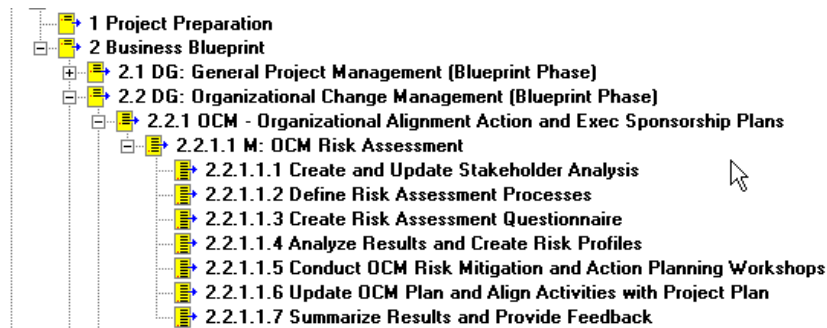 1 Project Preparation
2 Business Blueprint
2.1 DG: General Project Management (Blueprint Phase)
2.2 DG: Organizational Change Management (Blueprint Phase)
2.2.1 OCM - Organizational Alignment Action and Exec Sponsorship Plans
2.2.1.1 M: OCM Risk Assessment
2.2.1.1.1 Create and Update Stakeholder Analysis
2.2.1.1.2 Define Risk Assessment Processes
2.2.1.1.3 Create Risk Assessment Questionnaire
2.2.1.1.4 Analyze Results and Create Risk Profiles
2.2.1.1.5 Conduct OCM Risk Mitigation and Action Planning Workshops
2.2.1.1.6 Update OCM Plan and Align Activities with Project Plan
2.2.1.1.7 Summarize Results and Provide Feedback